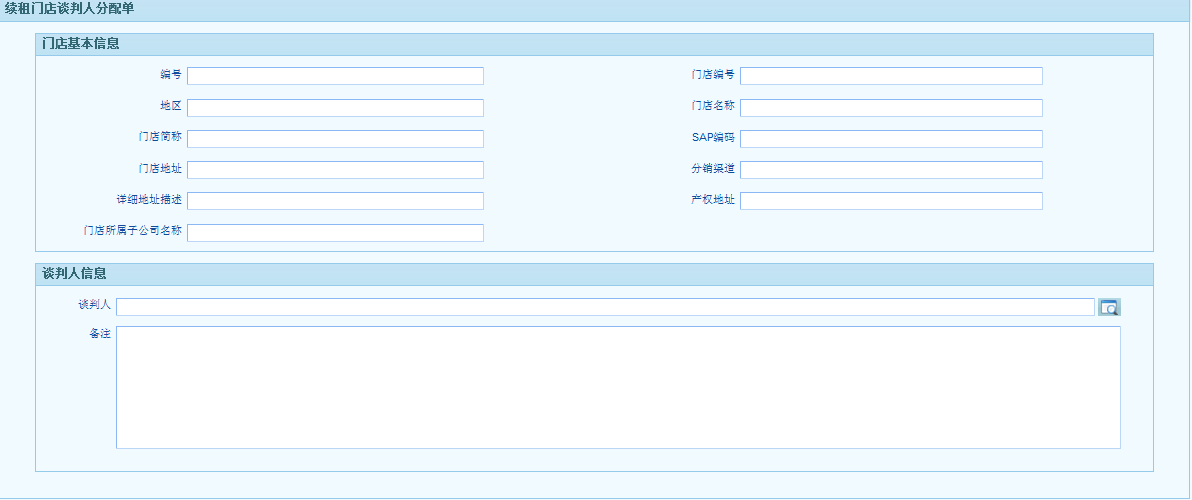 续租门店谈判人分配单
门店基本信息
编号 门店编号
地区 门店名称
门店简称 SAP编码
门店地址 分销渠道
详细地址描述 产权地址
门店所属子公司名称
谈判人信息
谈判人
备注